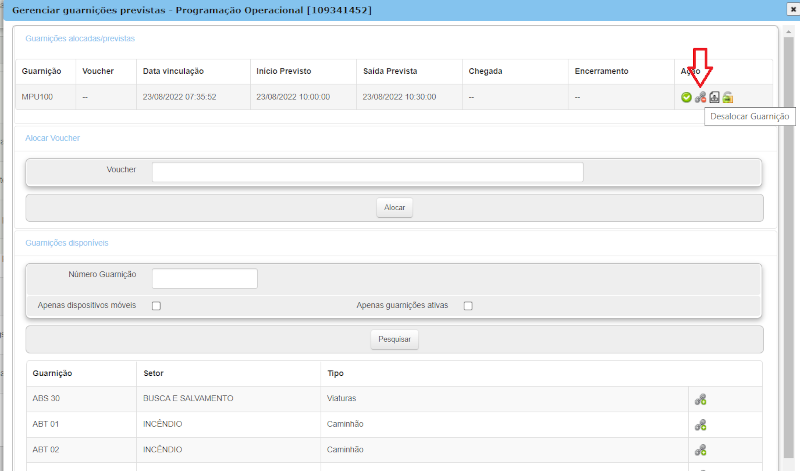 Gerenciar guarnições previstas - Programação Operacional [109341452]
Guarnições alocadas/previstas
Guarnição Voucher Data vinculação Início Previsto Saída Prevista Chegada Encerramento Ação
MPU100 -- 23/08/2022 07:35:52 23/08/2022 10:00:00 23/08/2022 10:30:00 -- --
Desalocar Guarnição
Alocar Voucher
Voucher
Alocar
Guarnições disponíveis
Número Guarnição
Apenas dispositivos móveis Apenas guarnições ativas
Pesquisar
Guarnição Setor Tipo
ABS 30 BUSCA E SALVAMENTO Viaturas
ABT 01 INCÊNDIO Caminhão
ABT 02 INCÊNDIO Caminhão